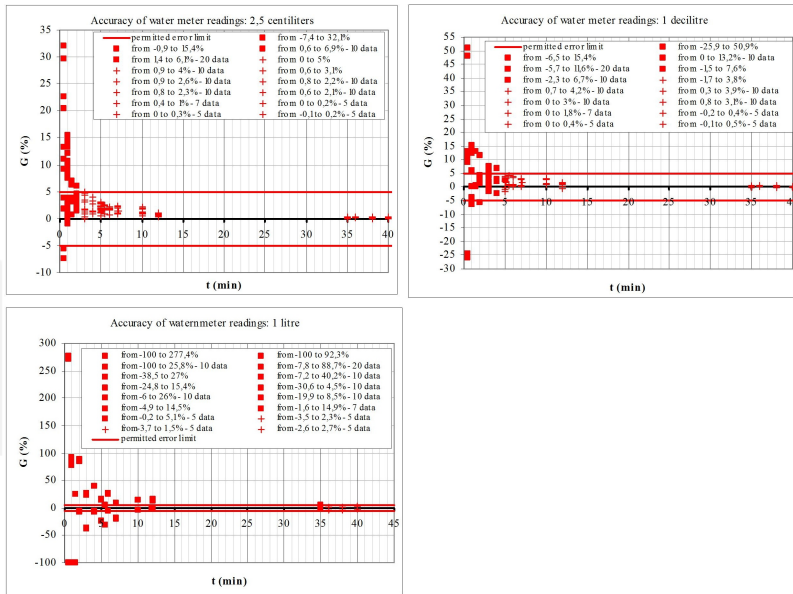 Accuracy of water meter readings: 2,5 centiliters
permitted error limit
from -7,4 to 32,1%
from -0,9 to 15,4%
from 0,6 to 6,9% - 10 data
from 1,4 to 6,1% - 20 data
from 0 to 5%
from 0,9 to 4% - 10 data
from 0,6 to 3,1%
from 0,9 to 2,6% - 10 data
from 0,8 to 2,2% - 10 data
from 0,8 to 2,3% - 10 data
from 0,6 to 2,1% - 10 data
from 0,4 to 1% - 7 data
from 0 to 0,2% - 5 data
from 0 to 0,3% - 5 data
from -0,1to 0,2% - 5 data
G (%)
35
30
25
20
15
10
5
0
-5
-10
0 5 10 15 20 25 30 35 40
t (min)
Accuracy of water meter readings: 1 decilitre
permitted error limit
from -25,9 to 50,9%
from -6,5 to 15,4%
from 0 to 13,2% - 10 data
from -5,7 to 11,6% - 20 data
from -1,5 to 7,6%
from -2,3 to 6,7% - 10 data
from -1,7 to 3,8%
from 0,7 to 4,2% - 10 data
from 0,3 to 3,9% - 10 data
from 0 to 3% - 10 data
from 0,8 to 3,1% - 10 data
from 0 to 1,8% - 7 data
from -0,2 to 0,4% - 5 data
from 0 to 0,4% - 5 data
from -0,1to 0,5% - 5 data
G (%)
55
50
45
40
35
30
25
20
15
10
5
0
-5
-10
-15
-20
-25
-30
0 5 10 15 20 25 30 35 40
t (min)
Accuracy of waternmeter readings: 1 litre
from -100 to 277,4%
from -100 to 92,3%
from -100 to 25,8% - 10 data
from -7,8 to 88,7% - 20 data
from -38,5 to 27%
from -7,2 to 40,2% - 10 data
from -24,8 to 15,4%
from -30,6 to 4,5% - 10 data
from -6 to 26% - 10 data
from -19,9 to 8,5% - 10 data
from -4,9 to 14,5%
from -1,6 to 14,9% - 7 data
from -0,2 to 5,1% - 5 data
from -3,5 to 2,3% - 5 data
from -3,7 to 1,5% - 5 data
from -2,6 to 2,7% - 5 data
permitted error limit
G (%)
300
250
200
150
100
50
0
-50
-100
0 5 10 15 20 25 30 35 40 45
t (min)